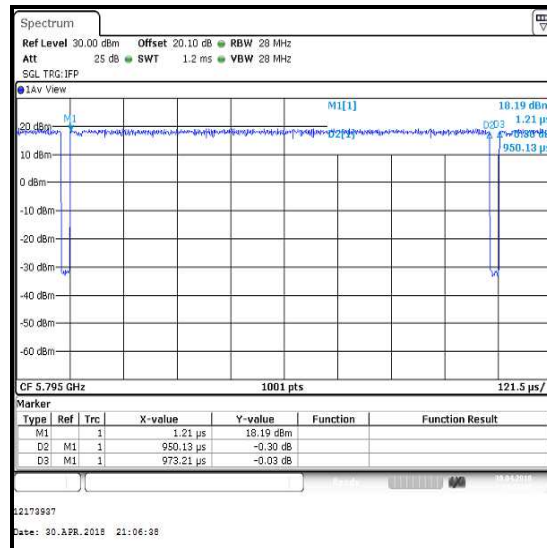 Spectrum
Ref Level 30.00 dBm Offset 20.10 dB RBW 28 MHz
Att 25 dB SWT 1.2 ms VBW 28 MHz
SGL TRG:IFP
1Av View
M1[1] 18.19 dBm
1.21 µs
M1
20 dBm
D2[1] -0.30 dB
D2 D3
950.13 µs
10 dBm
0 dBm
-10 dBm
-20 dBm
-30 dBm
-40 dBm
-50 dBm
-60 dBm
CF 5.795 GHz 1001 pts 121.5 µs/
Marker
Type Ref Trc X-value Y-value Function Function Result
M1 1 1.21 µs 18.19 dBm
D2 M1 1 950.13 µs -0.30 dB
D3 M1 1 973.21 µs -0.03 dB
Ready
12173937
Date: 30.APR.2018 21:06:38